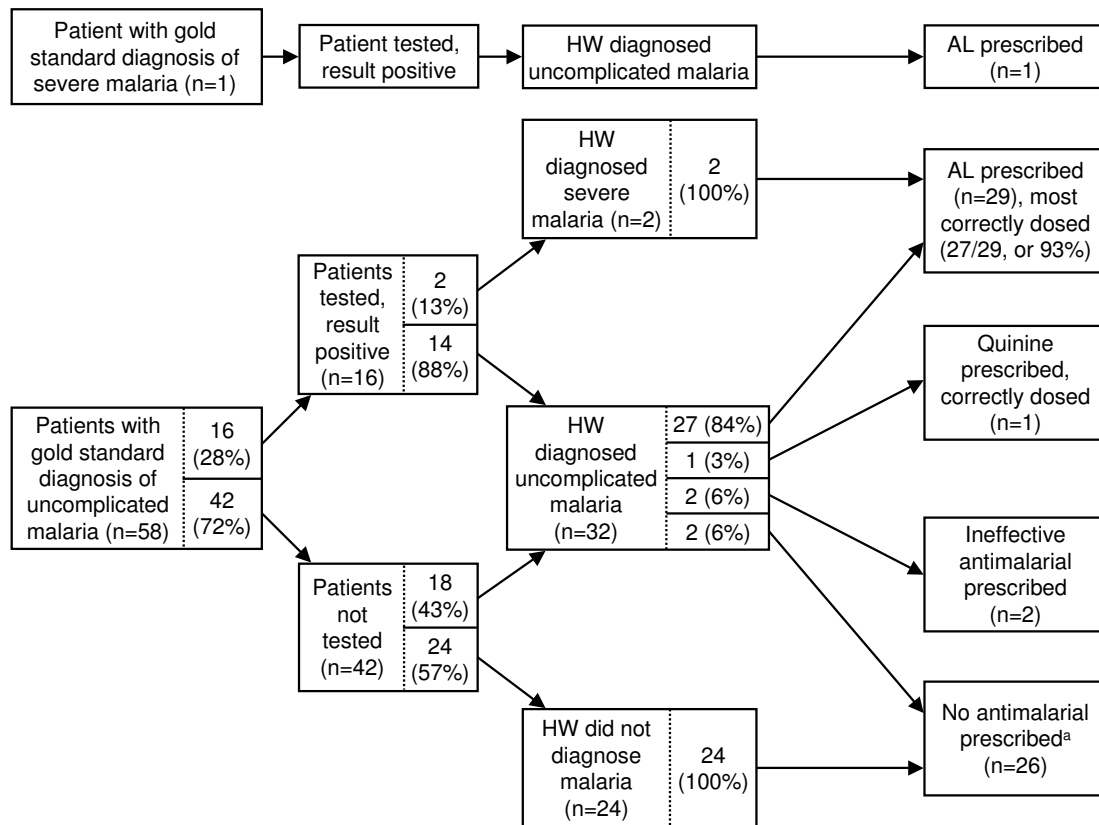 Patient with gold
standard diagnosis of
severe malaria (n=1)
Patient tested,
result positive
HW diagnosed
uncomplicated malaria
AL prescribed
(n=1)
HW
diagnosed
severe
malaria (n=2)
2
(100%)
AL prescribed
(n=29), most
correctly dosed
(27/29, or 93%)
Patients
tested,
result
positive
(n=16)
2
(13%)
14
(88%)
Quinine
prescribed,
correctly dosed
(n=1)
Patients with
gold standard
diagnosis of
uncomplicated
malaria (n=58)
16
(28%)
42
(72%)
HW
diagnosed
uncomplicated
malaria
(n=32)
27 (84%)
1 (3%)
2 (6%)
2 (6%)
Ineffective
antimalarial
prescribed
(n=2)
Patients
not
tested
(n=42)
18
(43%)
24
(57%)
HW did not
diagnose
malaria
(n=24)
24
(100%)
No antimalarial
prescribedª
(n=26)